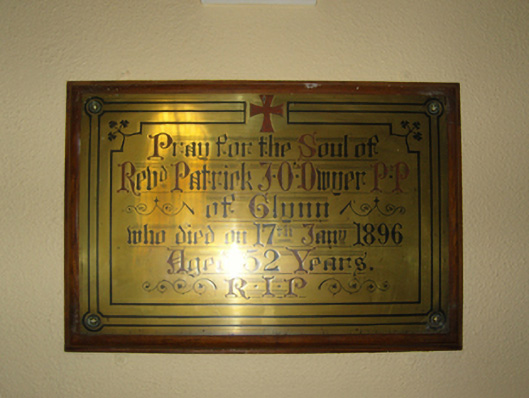 Pray for the Soul of
Revd Patrick J·O'·Dwyer P·P
of Glynn
who died on 17th Jany 1896
Aged 52 Years.
R·I·P